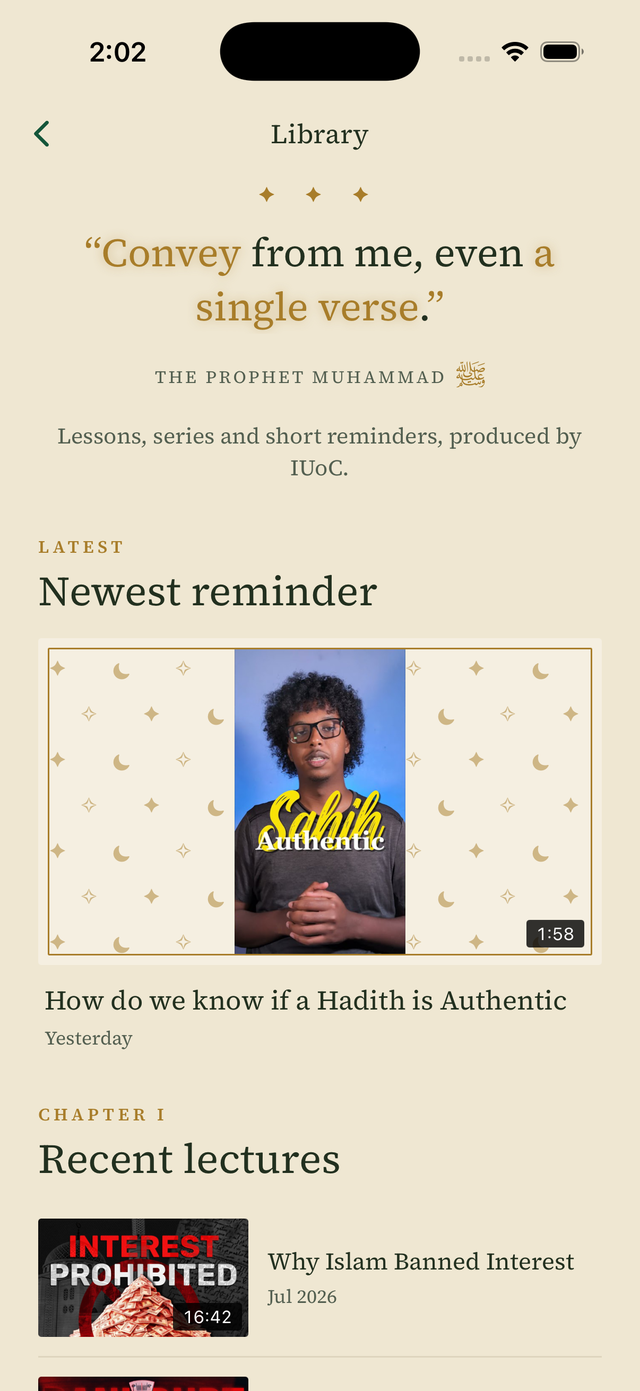 2:02
Library
“Convey from me, even a
single verse.”
THE PROPHET MUHAMMAD ﷺ
Lessons, series and short reminders, produced by
IUoC.
LATEST
Newest reminder
Sahih
Authentic
1:58
How do we know if a Hadith is Authentic
Yesterday
CHAPTER I
Recent lectures
INTEREST
PROHIBITED
16:42
Why Islam Banned Interest
Jul 2026